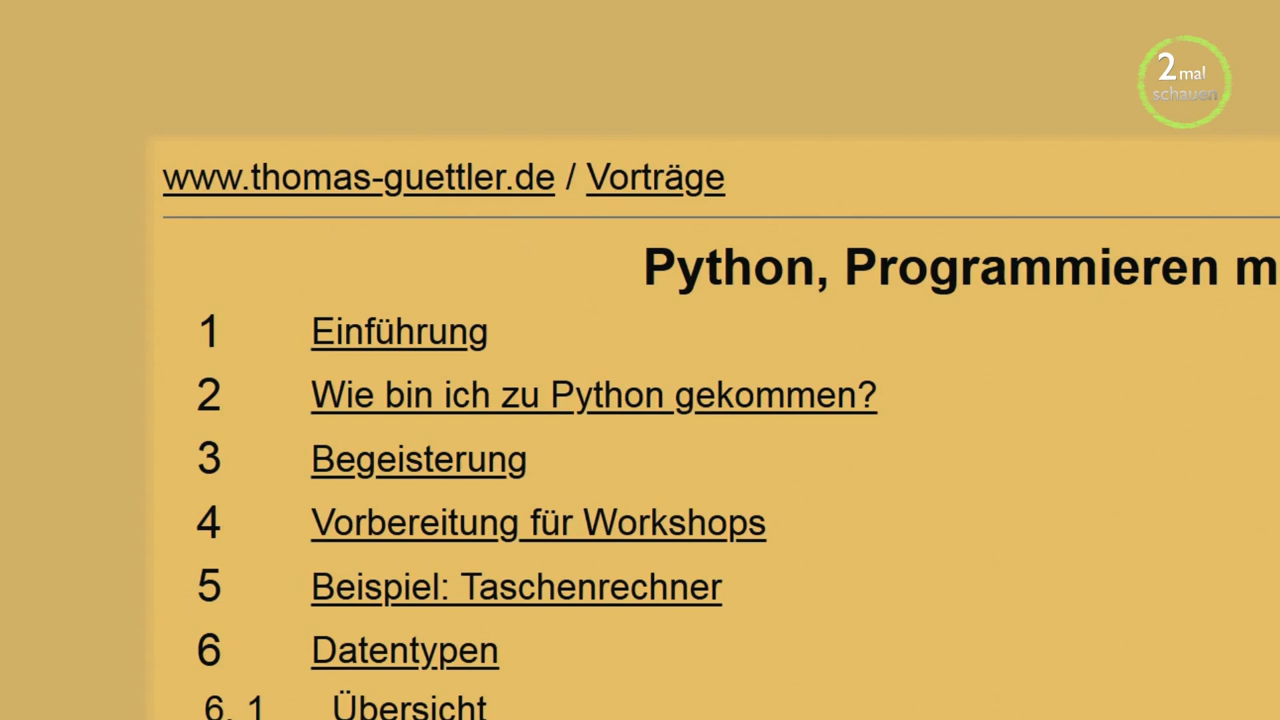 2 mal
schauen
www.thomas-guettler.de / Vorträge
Python, Programmieren m
1 Einführung
2 Wie bin ich zu Python gekommen?
3 Begeisterung
4 Vorbereitung für Workshops
5 Beispiel: Taschenrechner
6 Datentypen
6. 1 Übersicht